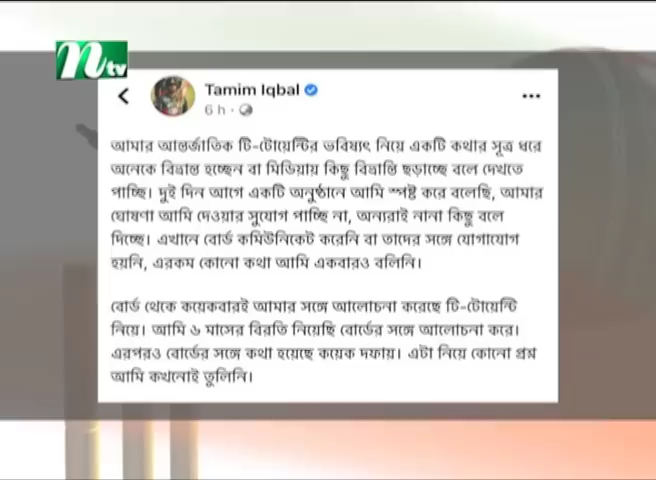 ntv
Tamim Iqbal
6 h ·
আমার আন্তর্জাতিক টি-টোয়েন্টির ভবিষ্যৎ নিয়ে একটি কথার সূত্র ধরে
অনেকে বিভ্রান্ত হচ্ছেন বা মিডিয়ায় কিছু বিভ্রান্তি ছড়াচ্ছে বলে দেখতে
পাচ্ছি। দুই দিন আগে একটি অনুষ্ঠানে আমি স্পষ্ট করে বলেছি, আমার
ঘোষণা আমি দেওয়ার সুযোগ পাচ্ছি না, অন্যরাই নানা কিছু বলে
দিচ্ছে। এখানে বোর্ড কমিউনিকেট করেনি বা তাদের সঙ্গে যোগাযোগ
হয়নি, এরকম কোনো কথা আমি একবারও বলিনি।
বোর্ড থেকে কয়েকবারই আমার সঙ্গে আলোচনা করেছে টি-টোয়েন্টি
নিয়ে। আমি ৬ মাসের বিরতি নিয়েছি বোর্ডের সঙ্গে আলোচনা করে।
এরপরও বোর্ডের সঙ্গে কথা হয়েছে কয়েক দফায়। এটা নিয়ে কোনো প্রশ্ন
আমি কখনোই তুলিনি।